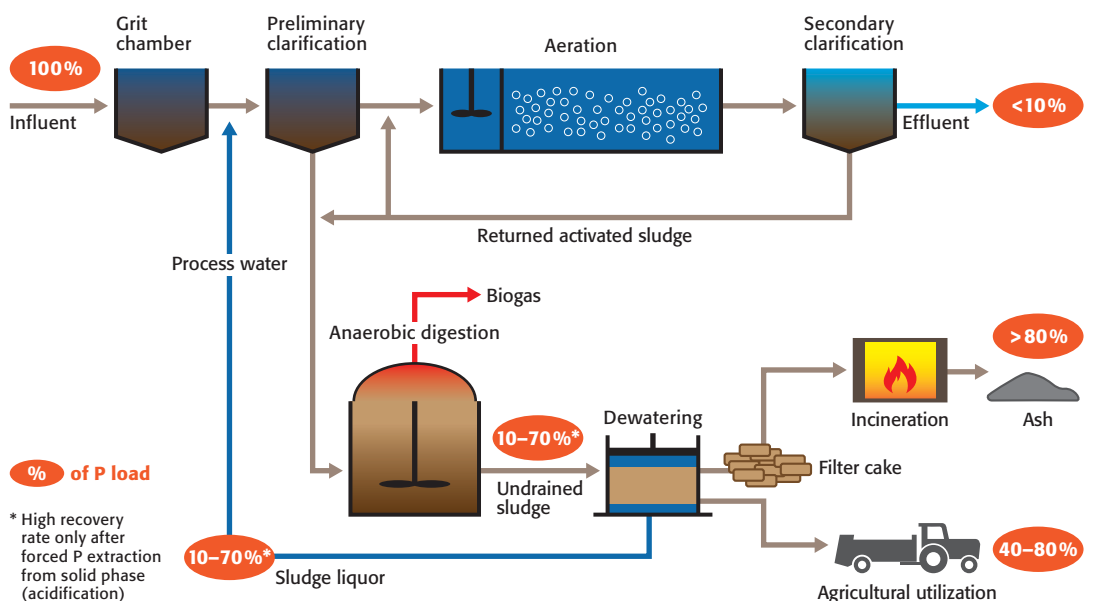 Grit
chamber
Preliminary
clarification
Aeration
Secondary
clarification
100%
Influent
<10%
Effluent
Returned activated sludge
Process water
Biogas
Anaerobic digestion
>80%
Incineration
Ash
10–70%*
Undrained
sludge
Dewatering
Filter cake
% of P load
* High recovery
rate only after
forced P extraction
from solid phase
(acidification)
10–70%*
Sludge liquor
40–80%
Agricultural utilization